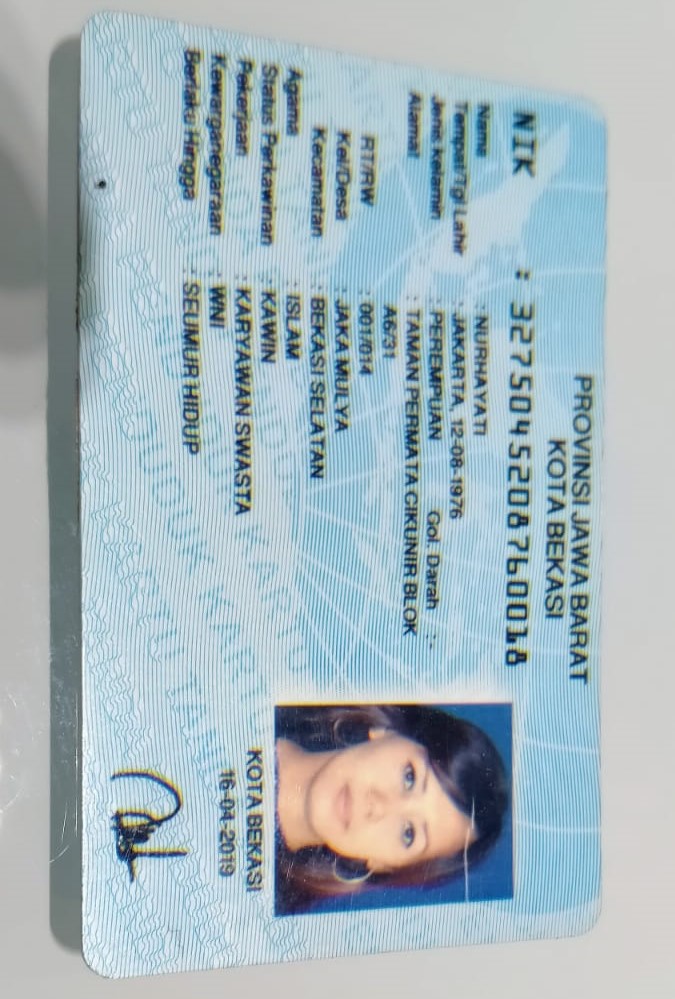 PROVINSI JAWA BARAT
KOTA BEKASI
NIK : 3275045208760018
Nama : NURHAYATI
Tempat/Tgl Lahir : JAKARTA, 12-08-1976
Jenis kelamin : PEREMPUAN Gol. Darah : -
Alamat : TAMAN PERMATA CIKUNIR BLOK
A6/31
RT/RW : 001/014
Kel/Desa : JAKA MULYA
Kecamatan : BEKASI SELATAN
Agama : ISLAM
Status Perkawinan : KAWIN
Pekerjaan : KARYAWAN SWASTA
Kewarganegaraan : WNI
Berlaku Hingga : SEUMUR HIDUP
KOTA BEKASI
16-04-2019